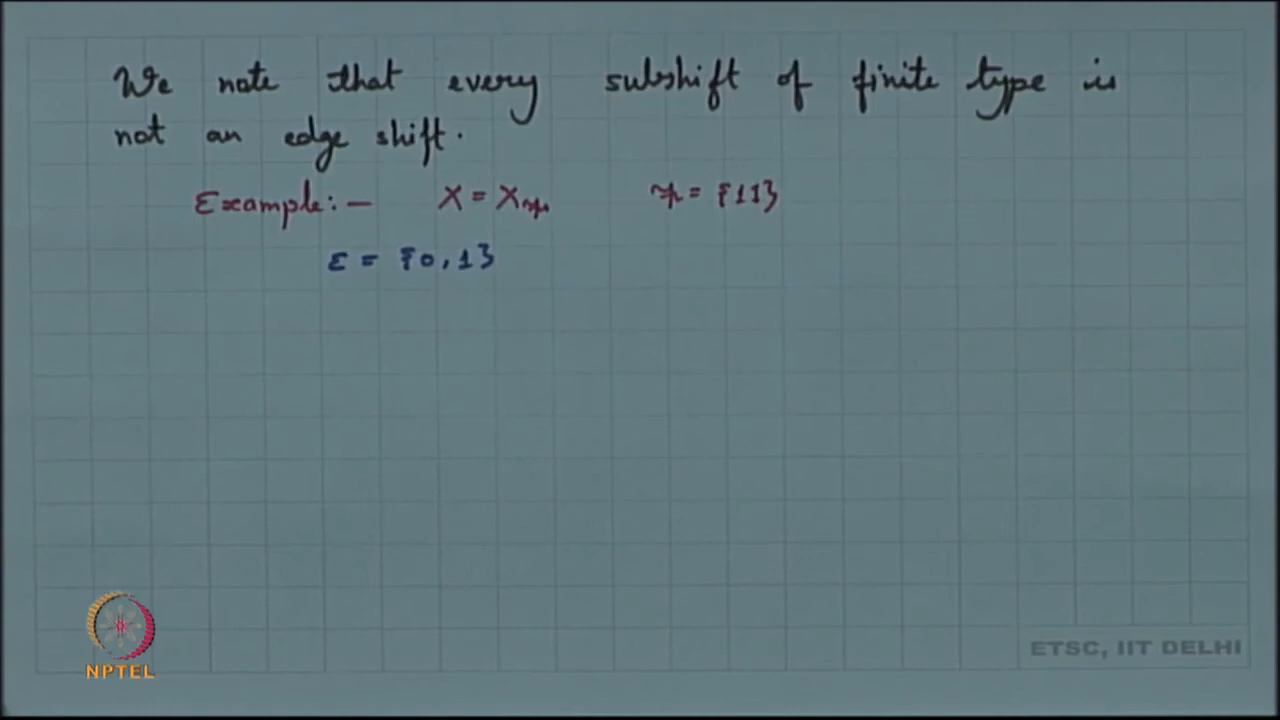 We note that every subshift of finite type is
not an edge shift.
Example:— X = X_𝓕 𝓕 = {11}
ε = {0,1}
NPTEL
ETSC, IIT DELHI